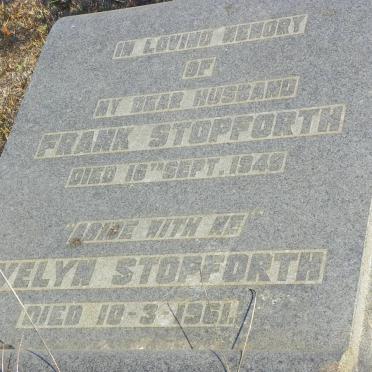 IN LOVING MEMORY
OF
MY DEAR HUSBAND
FRANK STOPFORTH
DIED 16TH SEPT. 1949
"ABIDE WITH ME"
VELYN STOPFORTH
DIED 10-3-1961.